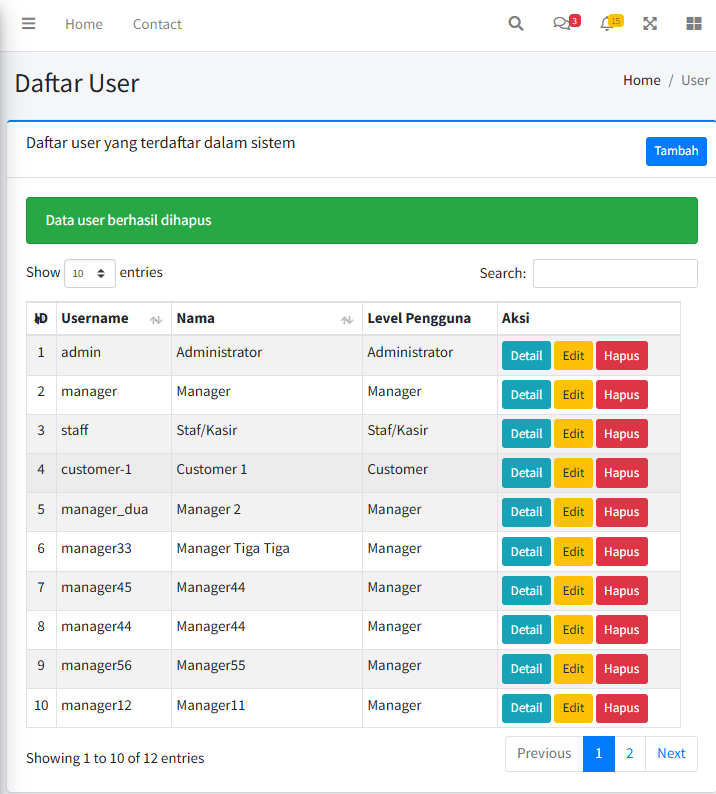 Home Contact 3 15
Daftar User Home / User
Daftar user yang terdaftar dalam sistem Tambah
Data user berhasil dihapus
Show 10 entries Search:
ID Username Nama Level Pengguna Aksi
1 admin Administrator Administrator Detail Edit Hapus
2 manager Manager Manager Detail Edit Hapus
3 staff Staf/Kasir Staf/Kasir Detail Edit Hapus
4 customer-1 Customer 1 Customer Detail Edit Hapus
5 manager_dua Manager 2 Manager Detail Edit Hapus
6 manager33 Manager Tiga Tiga Manager Detail Edit Hapus
7 manager45 Manager44 Manager Detail Edit Hapus
8 manager44 Manager44 Manager Detail Edit Hapus
9 manager56 Manager55 Manager Detail Edit Hapus
10 manager12 Manager11 Manager Detail Edit Hapus
Showing 1 to 10 of 12 entries Previous 1 2 Next